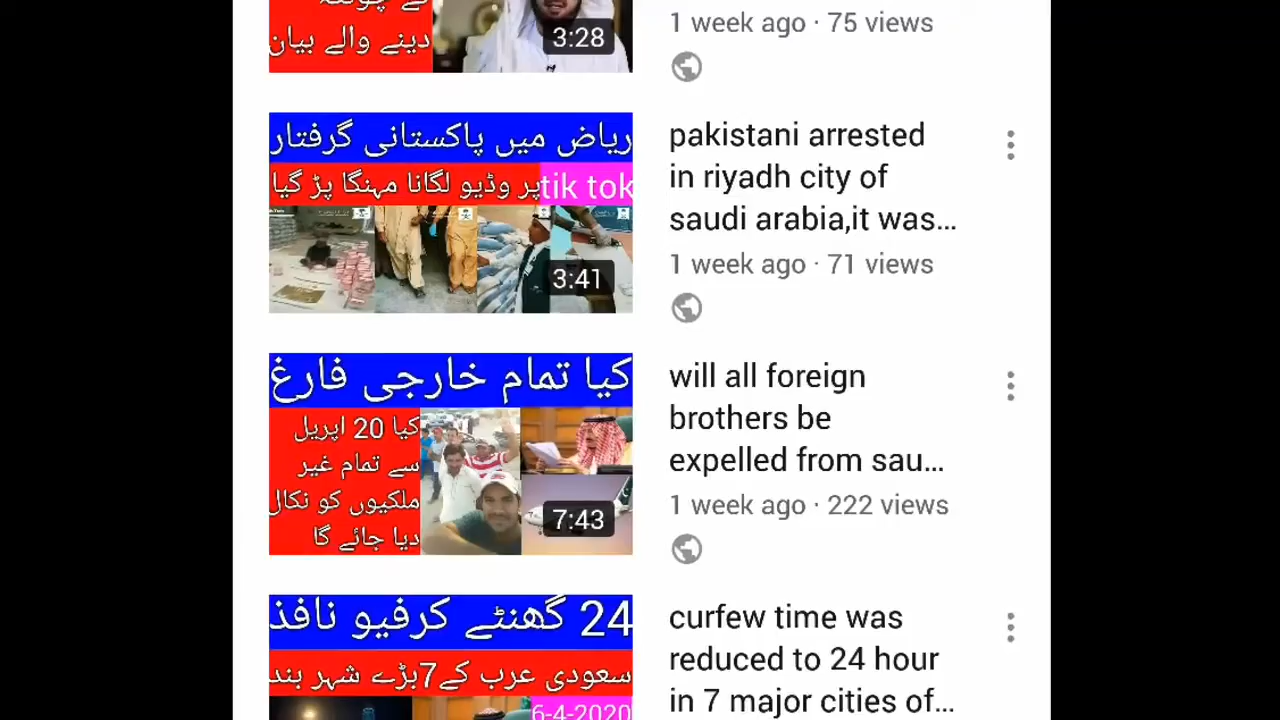 دینے والے بیان
3:28
1 week ago · 75 views
ریاض میں پاکستانی گرفتار
tik tok پر وڈیو لگانا مہنگا پڑ گیا
3:41
pakistani arrested
in riyadh city of
saudi arabia,it was...
1 week ago · 71 views
کیا تمام خارجی فارغ
کیا 20 اپریل
سے تمام غیر
ملکیوں کو نکال
دیا جائے گا
7:43
will all foreign
brothers be
expelled from sau...
1 week ago · 222 views
24 گھنٹے کرفیو نافذ
سعودی عرب کے7بڑے شہر بند
6-4-2020
curfew time was
reduced to 24 hour
in 7 major cities of...